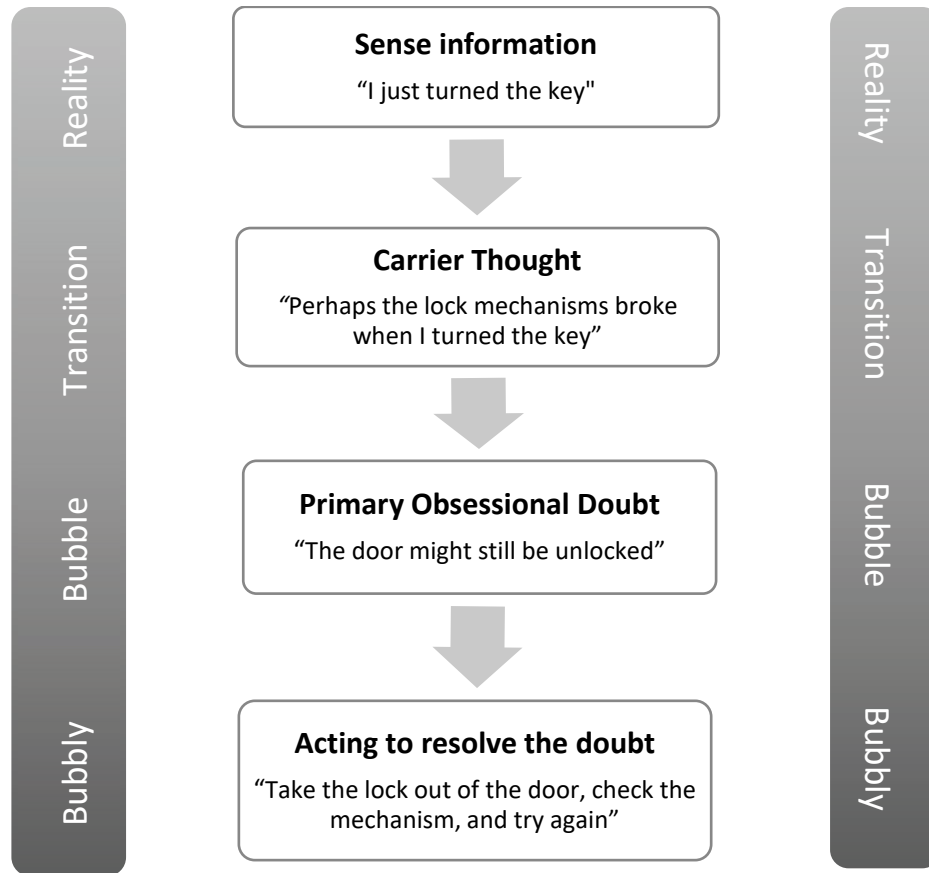 Reality
Transition
Bubble
Bubbly
Sense information
“I just turned the key"
Carrier Thought
“Perhaps the lock mechanisms broke
when I turned the key”
Primary Obsessional Doubt
“The door might still be unlocked”
Acting to resolve the doubt
“Take the lock out of the door, check the
mechanism, and try again”
Reality
Transition
Bubble
Bubbly